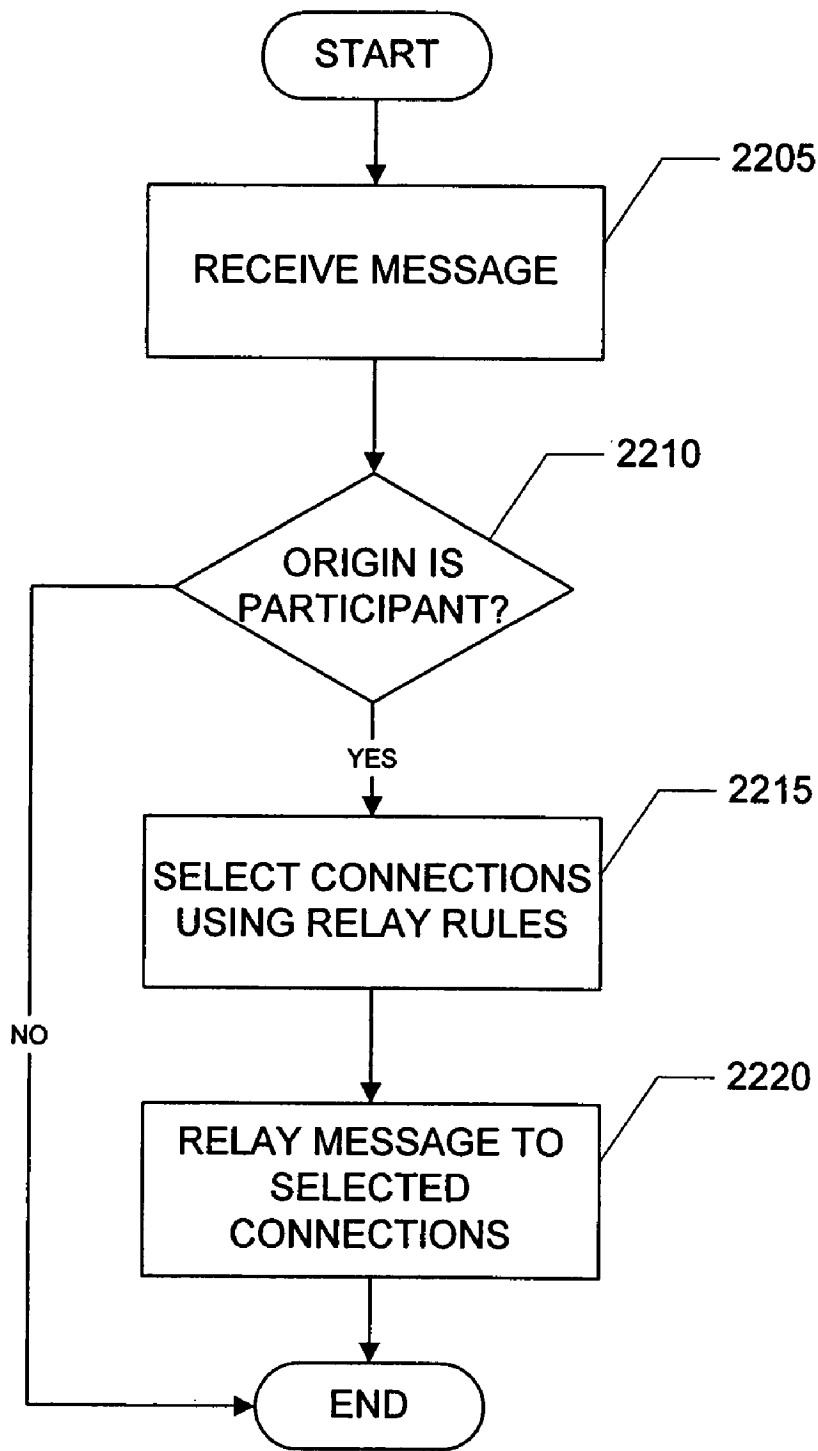 START
2205
RECEIVE MESSAGE
2210
ORIGIN IS
PARTICIPANT?
YES
2215
SELECT CONNECTIONS
USING RELAY RULES
NO
2220
RELAY MESSAGE TO
SELECTED
CONNECTIONS
END